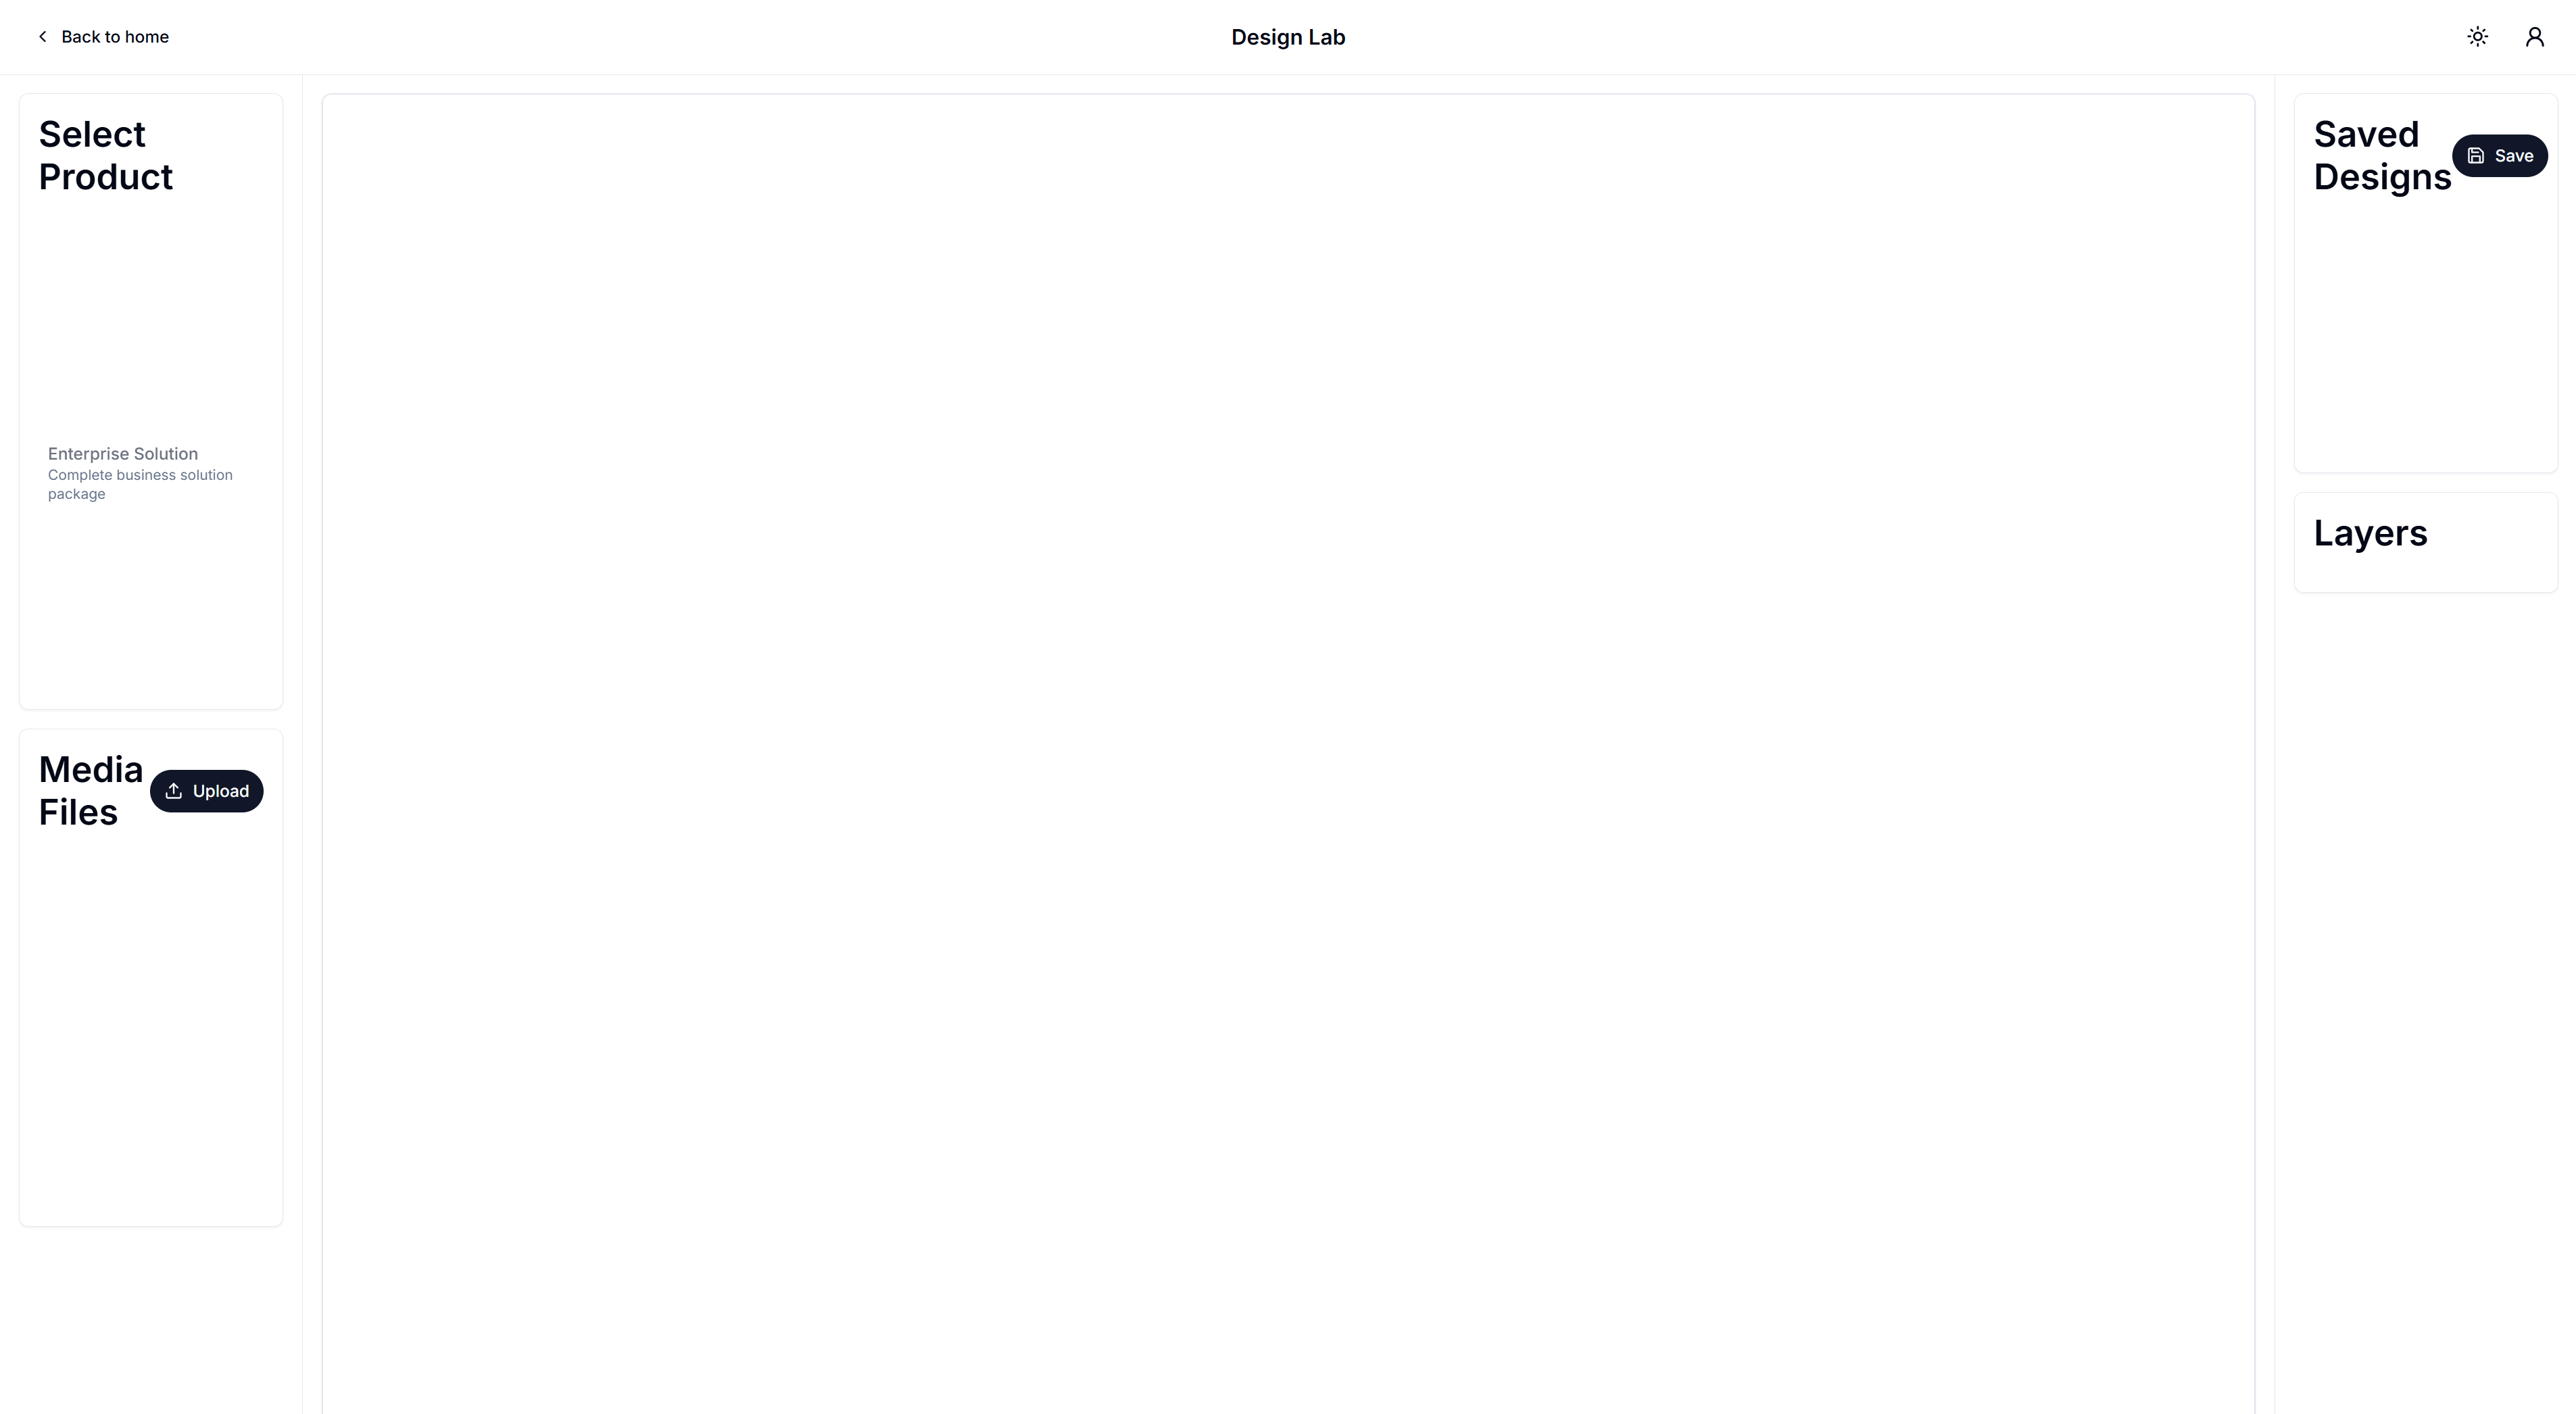 Back to home
Design Lab
Select
Product
Enterprise Solution
Complete business solution
package
Media
Files
Upload
Saved
Designs
Save
Layers